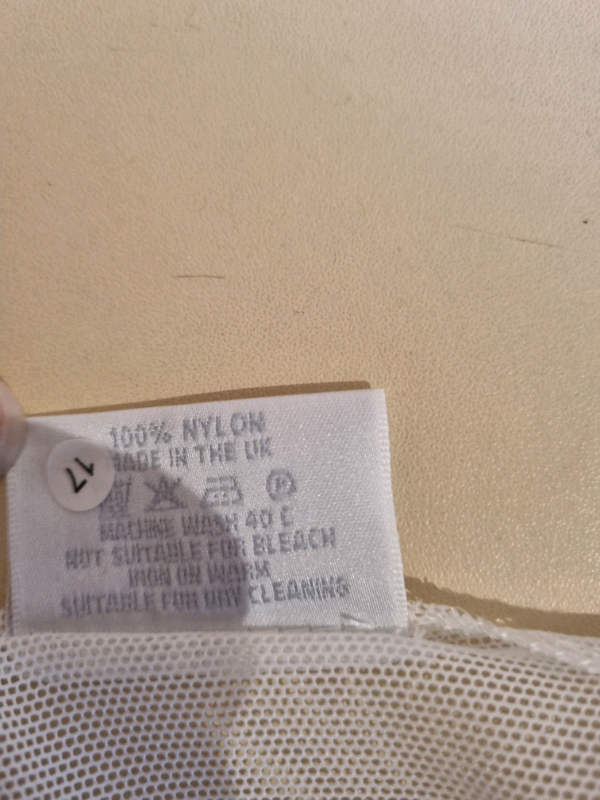 100% NYLON
MADE IN THE UK
17
P
MACHINE WASH 40 C
NOT SUITABLE FOR BLEACH
IRON ON WARM
SUITABLE FOR DRY CLEANING